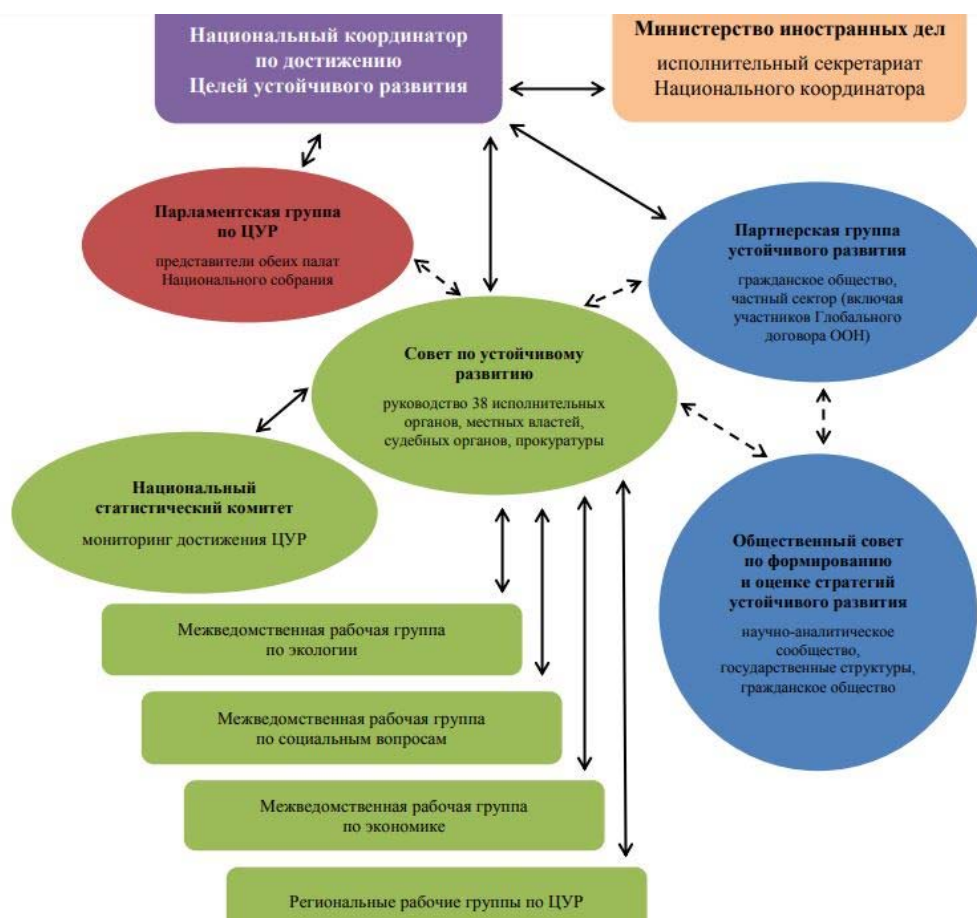 Национальный координатор
по достижению
Целей устойчивого развития
Министерство иностранных дел
исполнительный секретариат
Национального координатора
Парламентская группа
по ЦУР
представители обеих палат
Национального собрания
Партнерская группа
устойчивого развития
гражданское общество,
частный сектор (включая
участников Глобального
договора ООН)
Совет по устойчивому
развитию
руководство 38 исполнительных
органов, местных властей,
судебных органов, прокуратуры
Национальный
статистический комитет
мониторинг достижения ЦУР
Общественный совет
по формированию
и оценке стратегий
устойчивого развития
научно-аналитическое
сообщество,
государственные структуры,
гражданское общество
Межведомственная рабочая группа
по экологии
Межведомственная рабочая группа
по социальным вопросам
Межведомственная рабочая группа
по экономике
Региональные рабочие группы по ЦУР